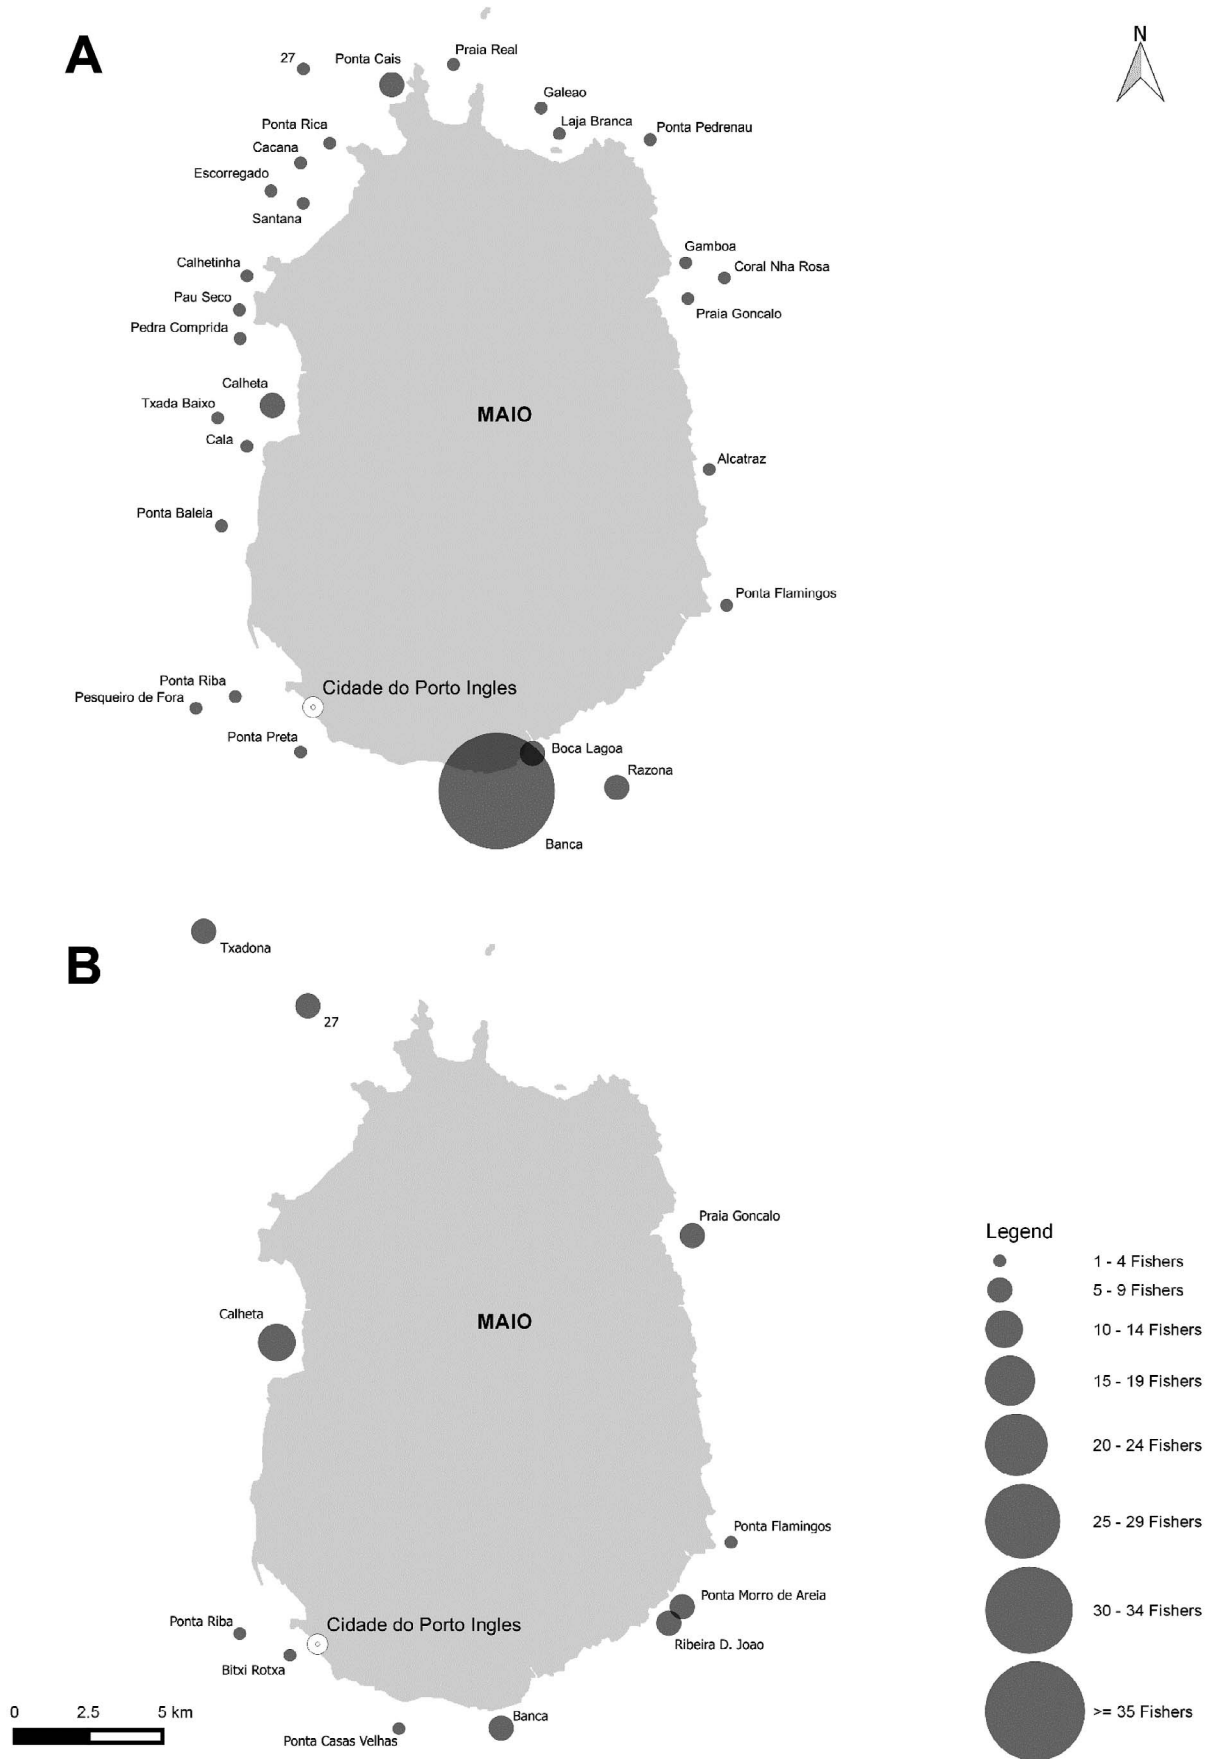 A
N
27
Ponta Cais
Praia Real
Galeao
Laja Branca
Ponta Pedrenau
Ponta Rica
Cacana
Escorregado
Santana
Gamboa
Coral Nha Rosa
Calhetinha
Pau Seco
Praia Goncalo
Pedra Comprida
Calheta
Txada Baixo
MAIO
Cala
Alcatraz
Ponta Baleia
Ponta Flamingos
Ponta Riba
Cidade do Porto Ingles
Pesqueiro de Fora
Ponta Preta
Boca Lagoa
Razona
Banca
B
Txadona
27
Praia Goncalo
Calheta
MAIO
Ponta Flamingos
Ponta Morro de Areia
Ponta Riba
Cidade do Porto Ingles
Ribeira D. Joao
Bitxi Rotxa
Banca
Ponta Casas Velhas
0 2.5 5 km
Legend
1 - 4 Fishers
5 - 9 Fishers
10 - 14 Fishers
15 - 19 Fishers
20 - 24 Fishers
25 - 29 Fishers
30 - 34 Fishers
>= 35 Fishers